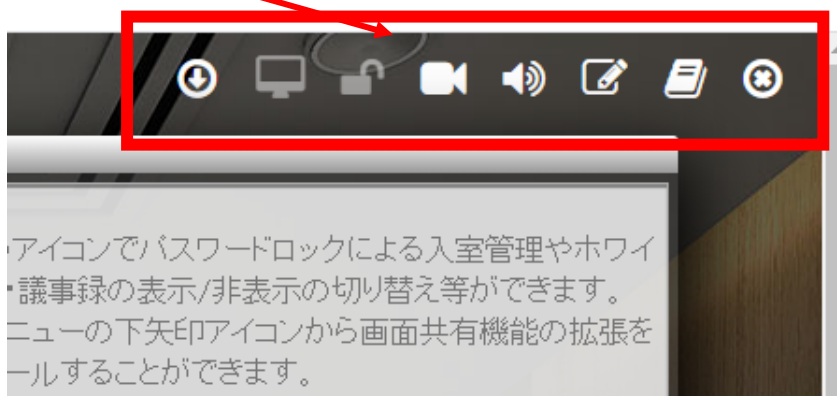 アイコンでパスワードロックによる入室管理やホワイ
・議事録の表示/非表示の切り替え等ができます。
ニューの下矢印アイコンから画面共有機能の拡張を
ールすることができます。